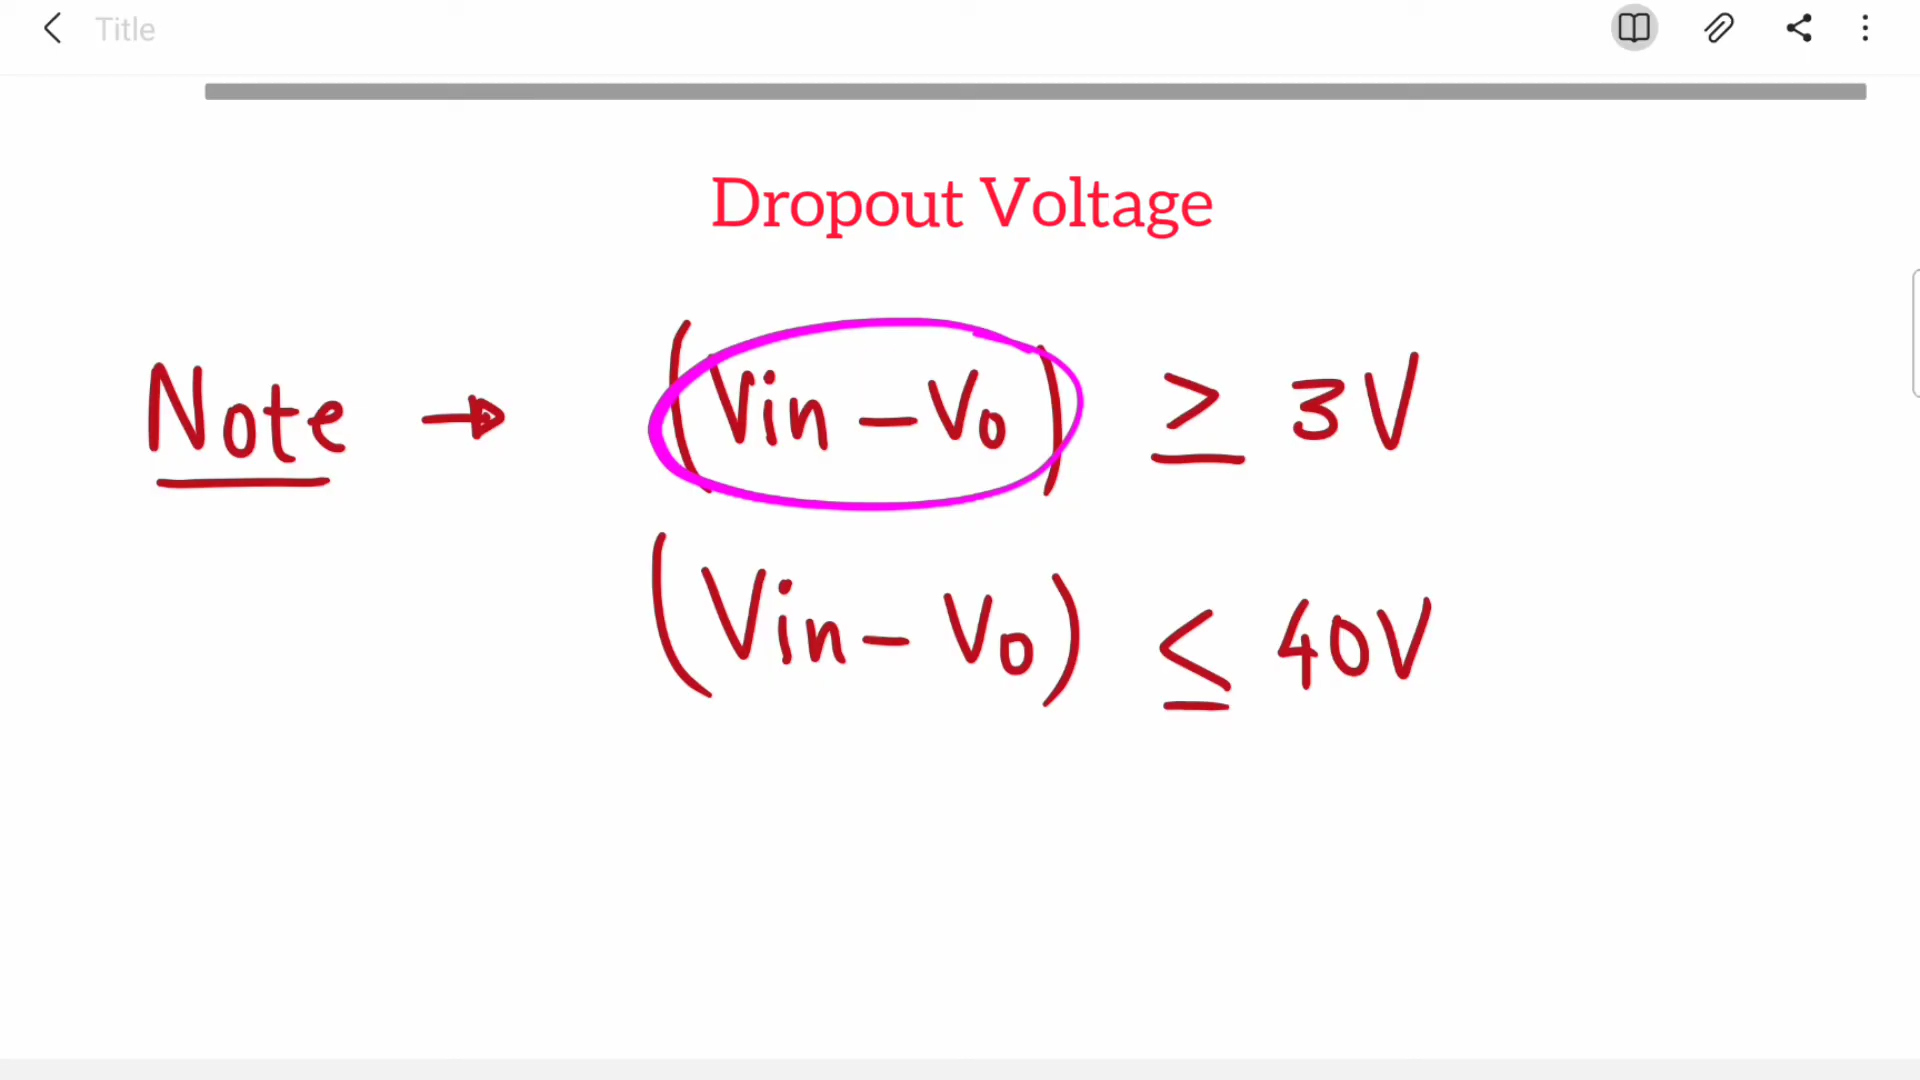 Title
Dropout Voltage
Note → (Vin - Vo) ≥ 3V
(Vin - Vo) ≤ 40V